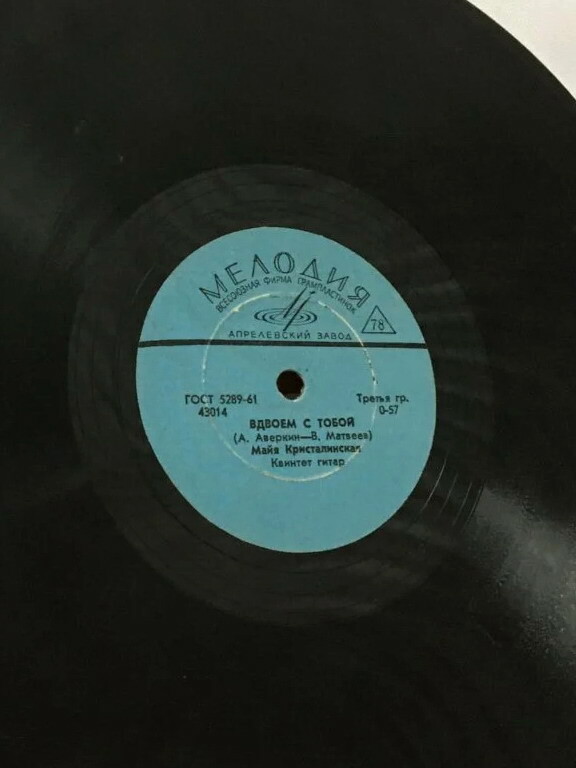 МЕЛОДИЯ
ВСЕСОЮЗНАЯ ФИРМА ГРАМПЛАСТИНОК
78
АПРЕЛЕВСКИЙ ЗАВОД
ГОСТ 5289-61 Третья гр.
43014 0-57
ВДВОЕМ С ТОБОЙ
(А. Аверкин—В. Матвеев)
Майя Кристалинская
Квинтет гитар